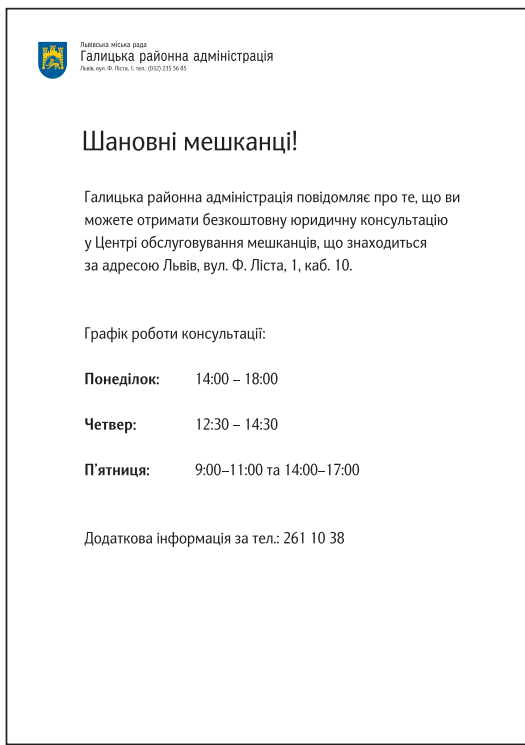 Львівська міська рада
Галицька районна адміністрація
Львів, вул. Ф. Ліста, 1, тел.: (032) 235 56 85
Шановні мешканці!
Галицька районна адміністрація повідомляє про те, що ви
можете отримати безкоштовну юридичну консультацію
у Центрі обслуговування мешканців, що знаходиться
за адресою Львів, вул. Ф. Ліста, 1, каб. 10.
Графік роботи консультації:
Понеділок: 14:00 – 18:00
Четвер: 12:30 – 14:30
П’ятниця: 9:00–11:00 та 14:00–17:00
Додаткова інформація за тел.: 261 10 38